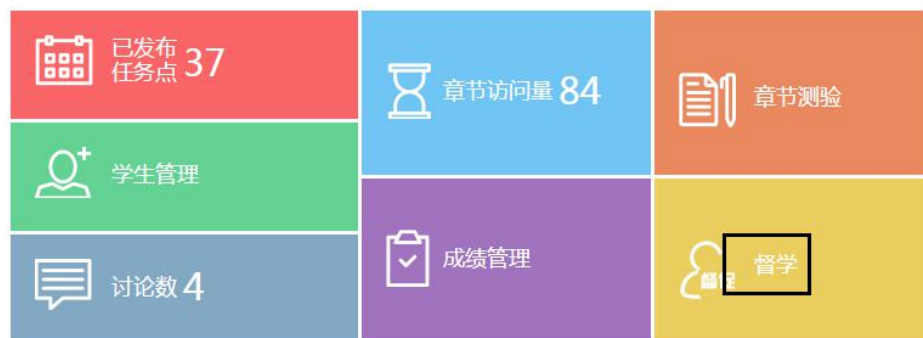 已发布
任务点 37
学生管理
讨论数 4
章节访问量 84
成绩管理
章节测验
督促
督学